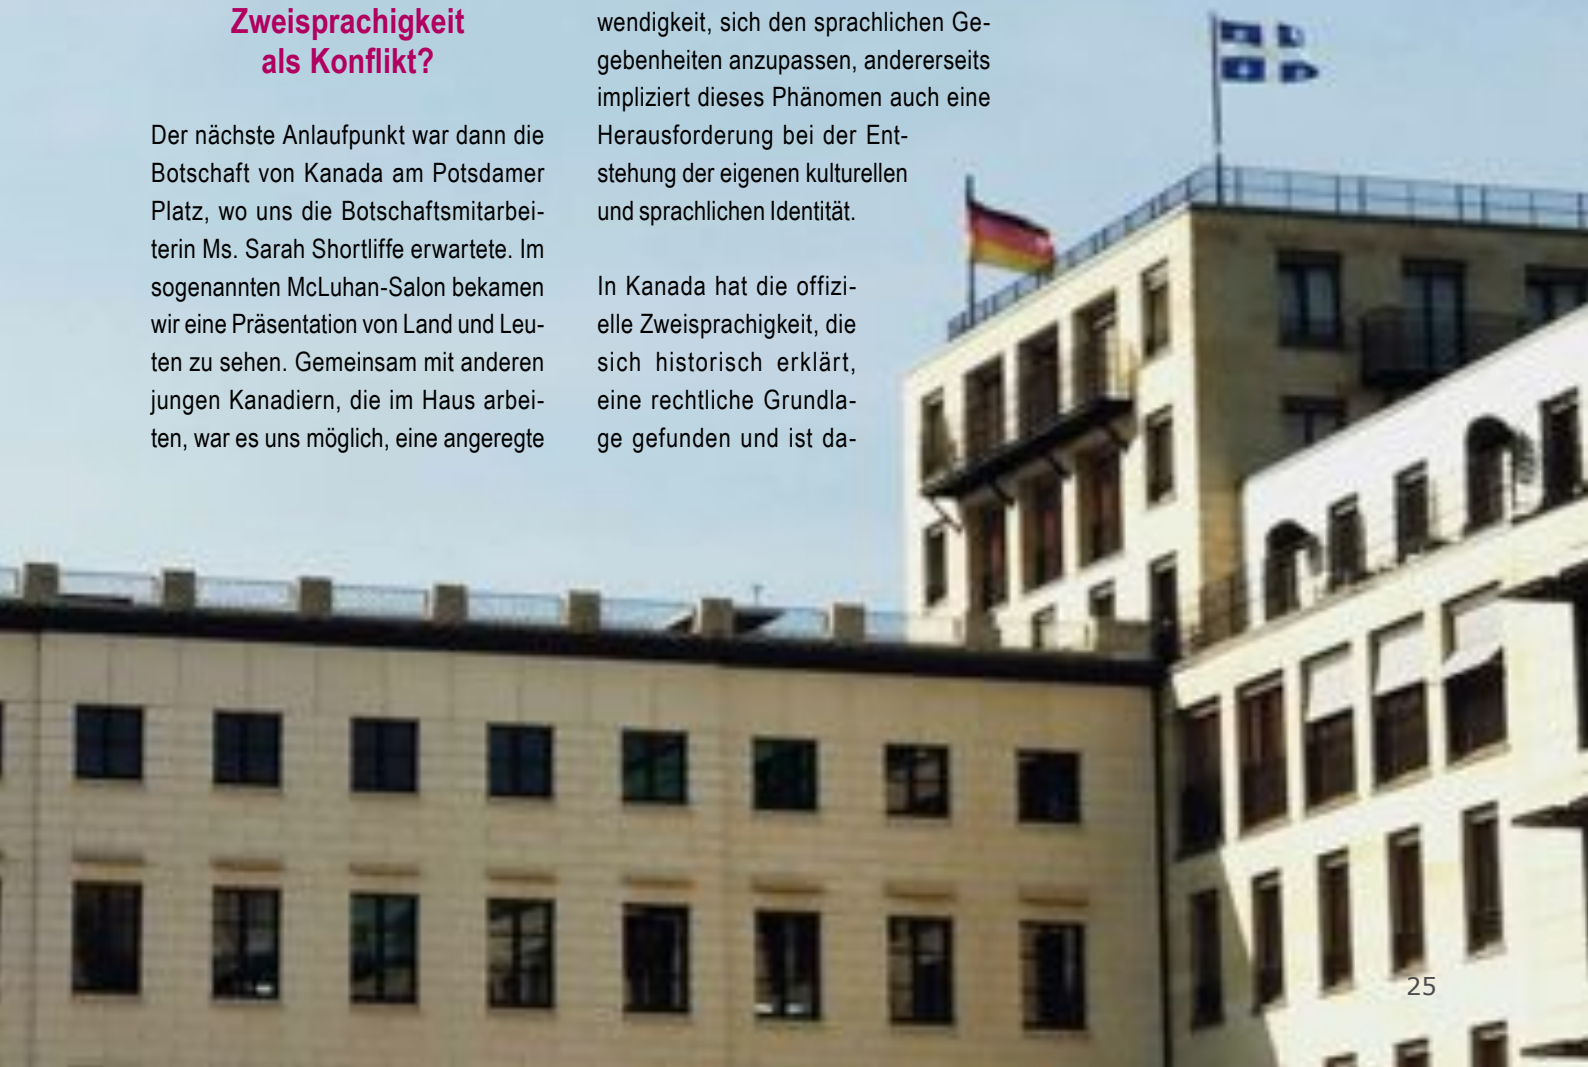 Zweisprachigkeit
als Konflikt?
Der nächste Anlaufpunkt war dann die
Botschaft von Kanada am Potsdamer
Platz, wo uns die Botschaftsmitarbei-
terin Ms. Sarah Shortliffe erwartete. Im
sogenannten McLuhan-Salon bekamen
wir eine Präsentation von Land und Leu-
ten zu sehen. Gemeinsam mit anderen
jungen Kanadiern, die im Haus arbei-
ten, war es uns möglich, eine angeregte
wendigkeit, sich den sprachlichen Ge-
gebenheiten anzupassen, andererseits
impliziert dieses Phänomen auch eine
Herausforderung bei der Ent-
stehung der eigenen kulturellen
und sprachlichen Identität.
In Kanada hat die offizi-
elle Zweisprachigkeit, die
sich historisch erklärt,
eine rechtliche Grundla-
ge gefunden und ist da-
25